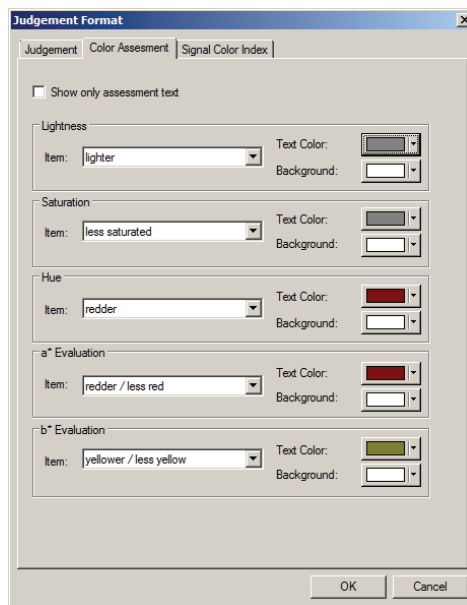 Judgement Format
Judgement Color Assesment Signal Color Index
Show only assessment text
Lightness
Item: lighter Text Color:
Background:
Saturation
Item: less saturated Text Color:
Background:
Hue
Item: redder Text Color:
Background:
a* Evaluation
Item: redder / less red Text Color:
Background:
b* Evaluation
Item: yellower / less yellow Text Color:
Background:
OK Cancel